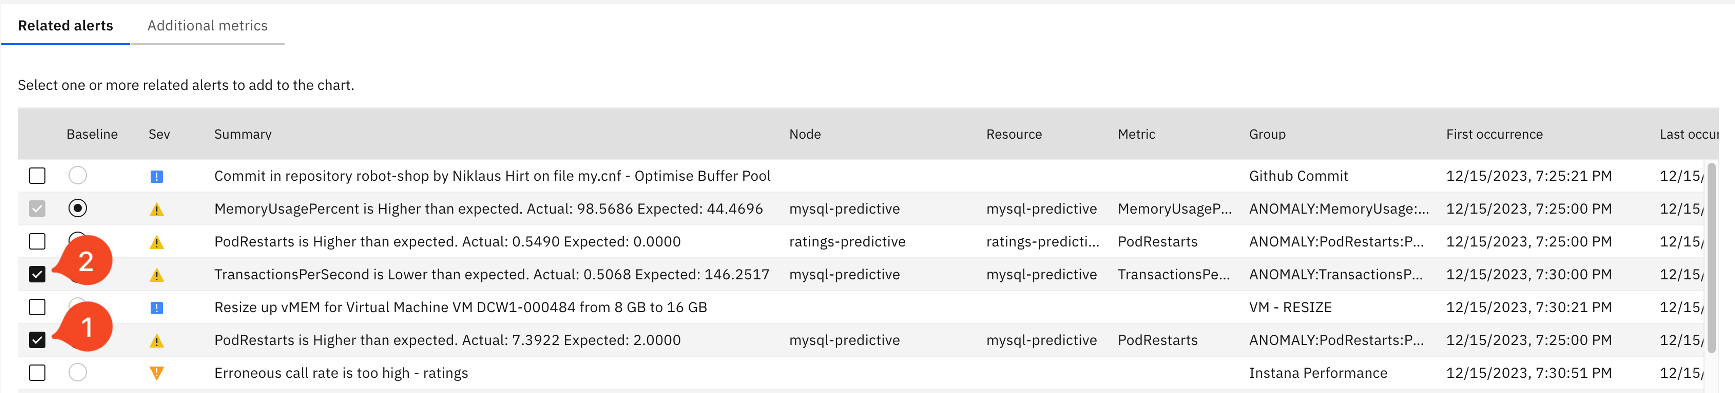 Related alerts Additional metrics
Select one or more related alerts to add to the chart.
Baseline Sev Summary Node Resource Metric Group First occurrence Last occur
Commit in repository robot-shop by Niklaus Hirt on file my.cnf - Optimise Buffer Pool Github Commit 12/15/2023, 7:25:21 PM 12/15/
MemoryUsagePercent is Higher than expected. Actual: 98.5686 Expected: 44.4696 mysql-predictive mysql-predictive MemoryUsageP... ANOMALY:MemoryUsage:... 12/15/2023, 7:25:00 PM 12/15/
PodRestarts is Higher than expected. Actual: 0.5490 Expected: 0.0000 ratings-predictive ratings-predicti... PodRestarts ANOMALY:PodRestarts:P... 12/15/2023, 7:25:00 PM 12/15/
2
TransactionsPerSecond is Lower than expected. Actual: 0.5068 Expected: 146.2517 mysql-predictive mysql-predictive TransactionsPe... ANOMALY:TransactionsP... 12/15/2023, 7:30:00 PM 12/15/
Resize up vMEM for Virtual Machine VM DCW1-000484 from 8 GB to 16 GB VM - RESIZE 12/15/2023, 7:30:21 PM 12/15/
1
PodRestarts is Higher than expected. Actual: 7.3922 Expected: 2.0000 mysql-predictive mysql-predictive PodRestarts ANOMALY:PodRestarts:P... 12/15/2023, 7:25:00 PM 12/15/
Erroneous call rate is too high - ratings Instana Performance 12/15/2023, 7:30:51 PM 12/15/